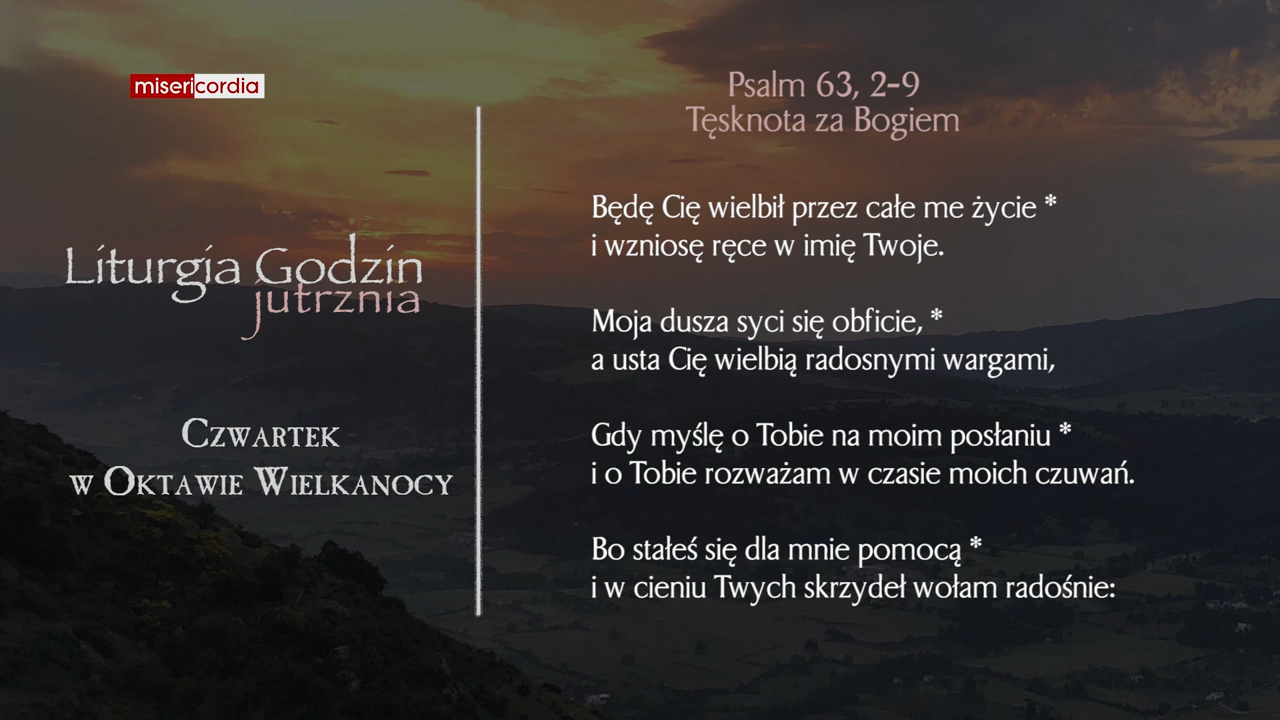 misericordia
Liturgia Godzin
jutrznia
Czwartek
w Oktawie Wielkanocy
Psalm 63, 2-9
Tęsknota za Bogiem
Będę Cię wielbił przez całe me życie *
i wzniosę ręce w imię Twoje.
Moja dusza syci się obficie, *
a usta Cię wielbią radosnymi wargami,
Gdy myślę o Tobie na moim posłaniu *
i o Tobie rozważam w czasie moich czuwań.
Bo stałeś się dla mnie pomocą *
i w cieniu Twych skrzydeł wołam radośnie: